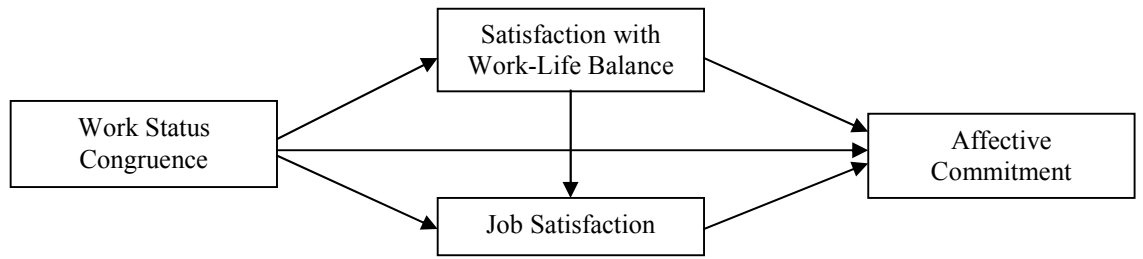 Satisfaction with
Work-Life Balance
Work Status
Congruence
Affective
Commitment
Job Satisfaction